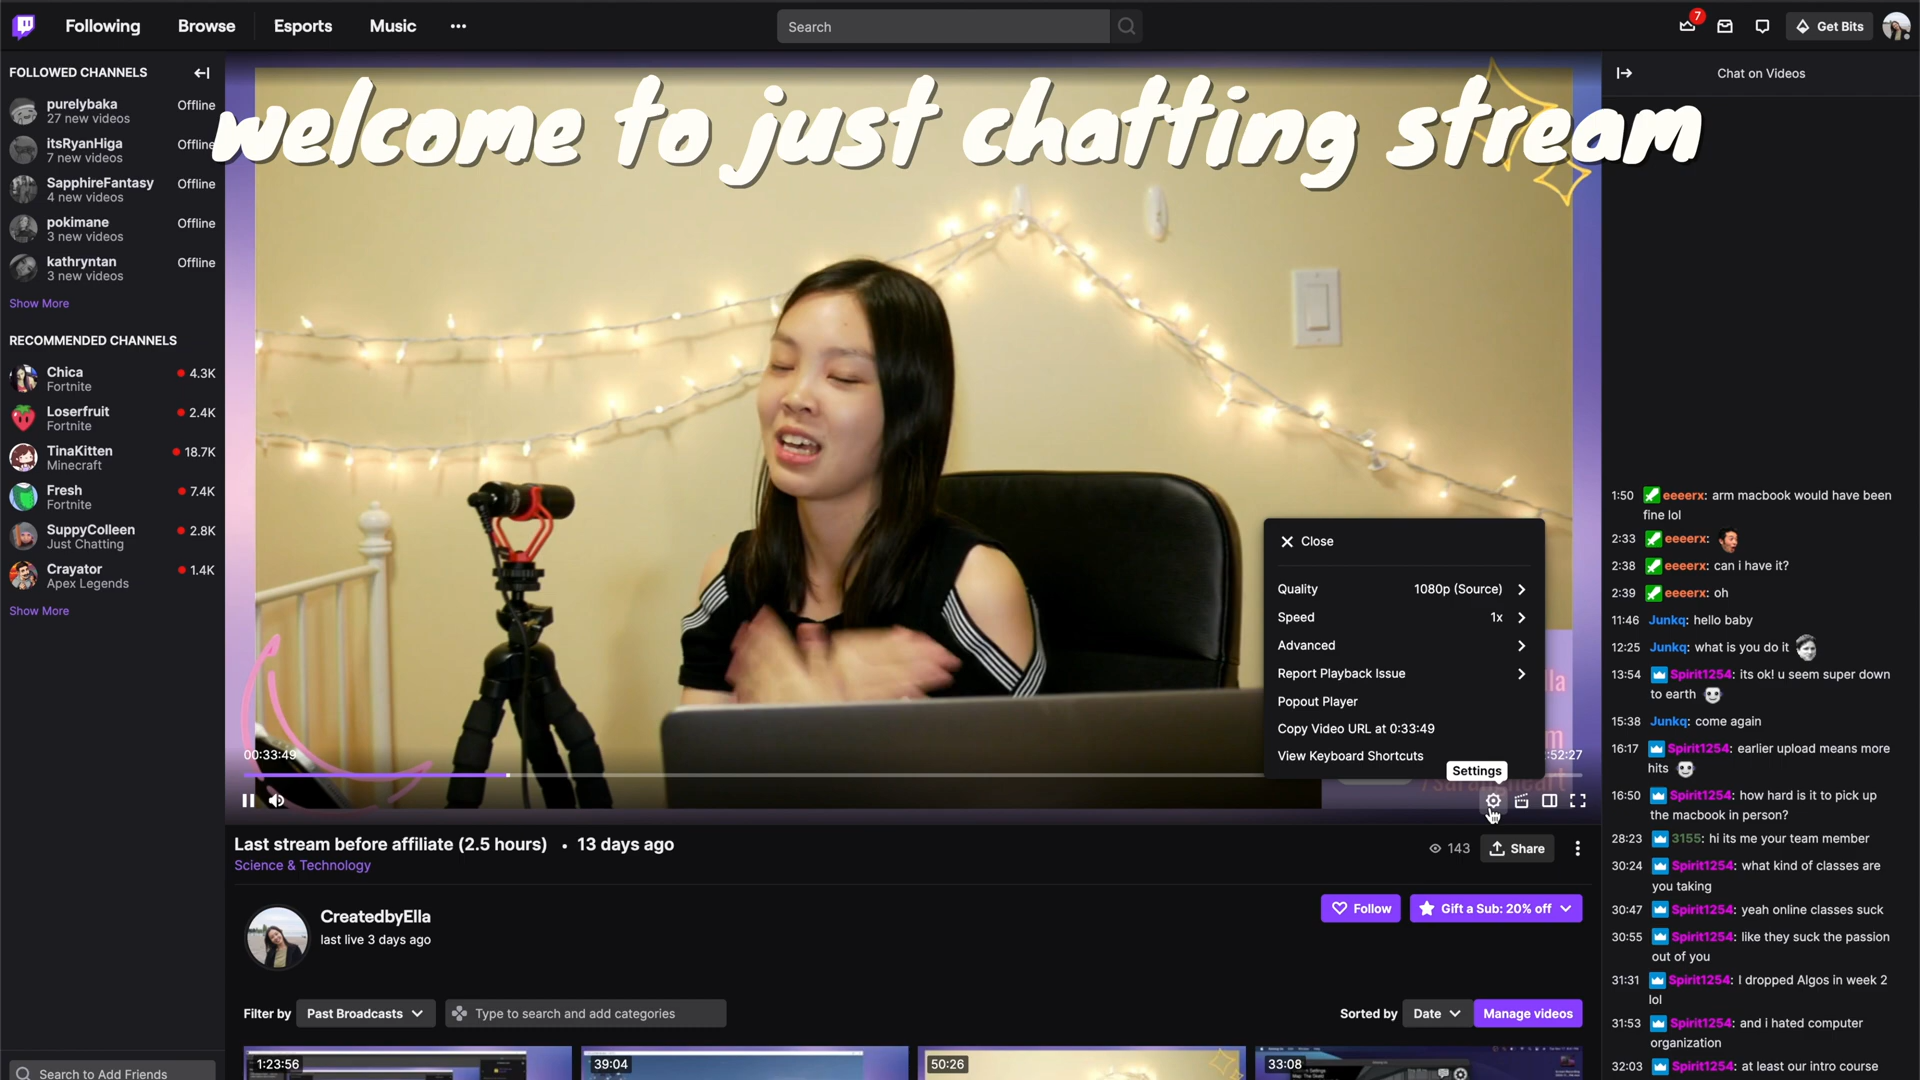 Following
Browse
Esports
Music
Search
7
Get Bits
FOLLOWED CHANNELS
purelybaka
Offline
27 new videos
itsRyanHiga
Offline
7 new videos
SapphireFantasy
Offline
4 new videos
pokimane
Offline
3 new videos
kathryntan
Offline
3 new videos
Show More
RECOMMENDED CHANNELS
Chica
4.3K
Fortnite
Loserfruit
2.4K
Fortnite
TinaKitten
18.7K
Minecraft
Fresh
7.4K
Fortnite
SuppyColleen
2.8K
Just Chatting
Crayator
1.4K
Apex Legends
Show More
Search to Add Friends
welcome to just chatting stream
Close
Quality 1080p (Source)
Speed 1x
Advanced
Report Playback Issue
Popout Player
Copy Video URL at 0:33:49
View Keyboard Shortcuts
Settings
00:33:49
:52:27
Last stream before affiliate (2.5 hours) • 13 days ago
Science & Technology
143
Share
CreatedbyElla
last live 3 days ago
Follow
Gift a Sub: 20% off
Filter by
Past Broadcasts
Type to search and add categories
Sorted by
Date
Manage videos
1:23:56
39:04
50:26
33:08
Chat on Videos
1:50 eeeerx: arm macbook would have been
fine lol
2:33 eeeerx:
2:38 eeeerx: can i have it?
2:39 eeeerx: oh
11:46 Junkq: hello baby
12:25 Junkq: what is you do it
13:54 Spirit1254: its ok! u seem super down
to earth
15:38 Junkq: come again
16:17 Spirit1254: earlier upload means more
hits
16:50 Spirit1254: how hard is it to pick up
the macbook in person?
28:23 3155: hi its me your team member
30:24 Spirit1254: what kind of classes are
you taking
30:47 Spirit1254: yeah online classes suck
30:55 Spirit1254: like they suck the passion
out of you
31:31 Spirit1254: I dropped Algos in week 2
lol
31:53 Spirit1254: and i hated computer
organization
32:03 Spirit1254: at least our intro course